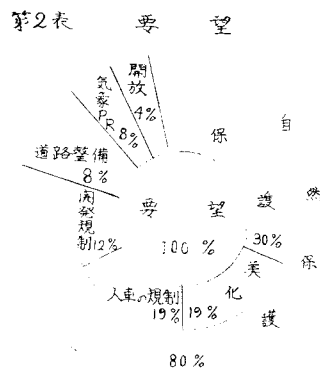 第2表 要望
開放
4%
気象PR
8%
道路整備
8%
開発規制
12%
人車の規制
19%
美化
19%
保護
30%
自然保護
80%
要望
100%